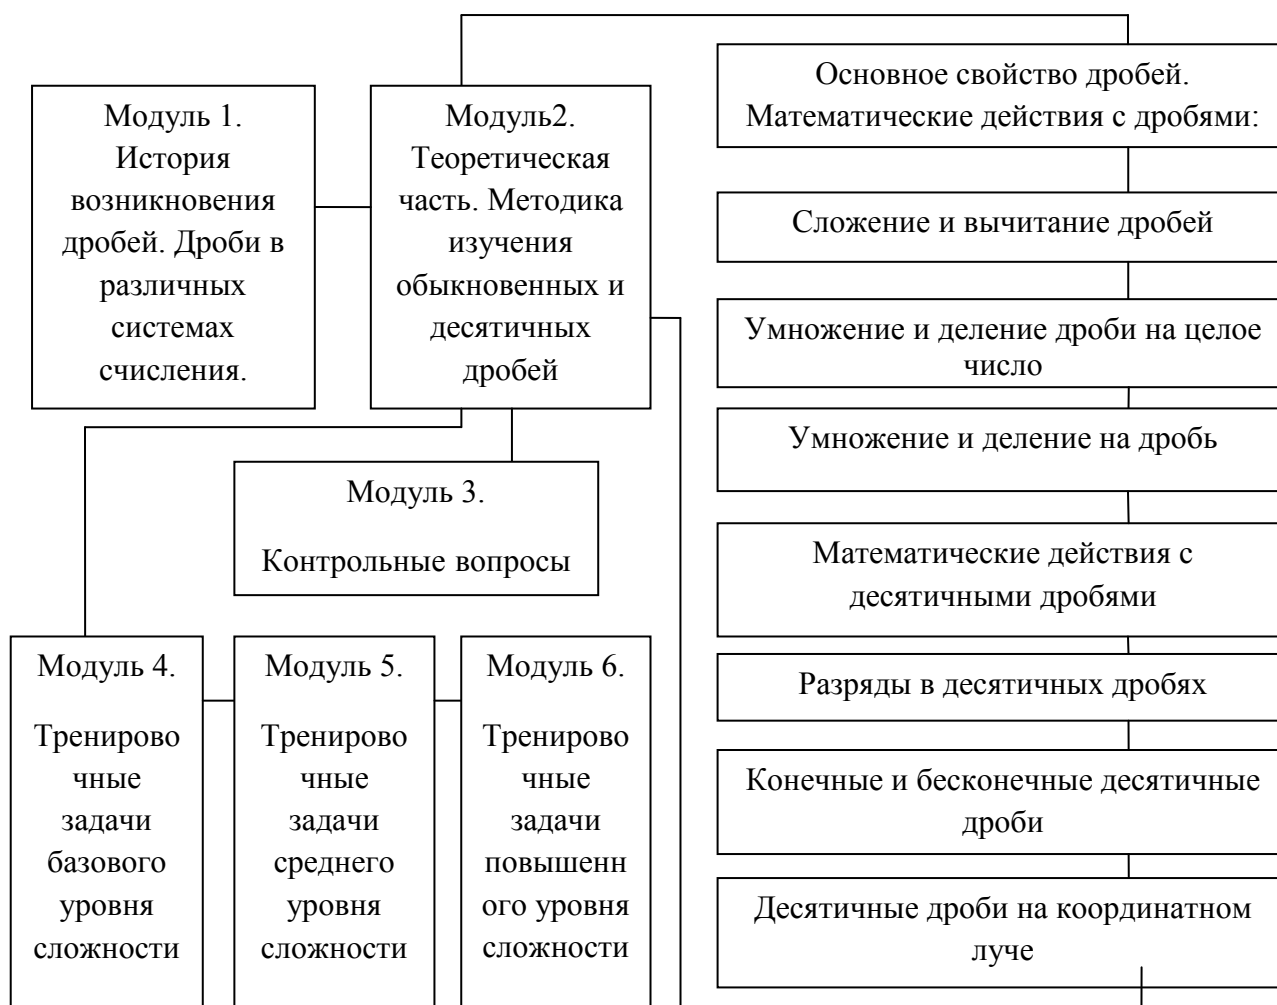 Модуль 1.
История
возникновения
дробей. Дроби в
различных
системах
счисления.
Модуль2.
Теоретическая
часть. Методика
изучения
обыкновенных и
десятичных
дробей
Модуль 3.
Контрольные вопросы
Модуль 4.
Тренирово
чные
задачи
базового
уровня
сложности
Модуль 5.
Тренирово
чные
задачи
среднего
уровня
сложности
Модуль 6.
Тренирово
чные
задачи
повышенн
ого уровня
сложности
Основное свойство дробей.
Математические действия с дробями:
Сложение и вычитание дробей
Умножение и деление дроби на целое
число
Умножение и деление на дробь
Математические действия с
десятичными дробями
Разряды в десятичных дробях
Конечные и бесконечные десятичные
дроби
Десятичные дроби на координатном
луче